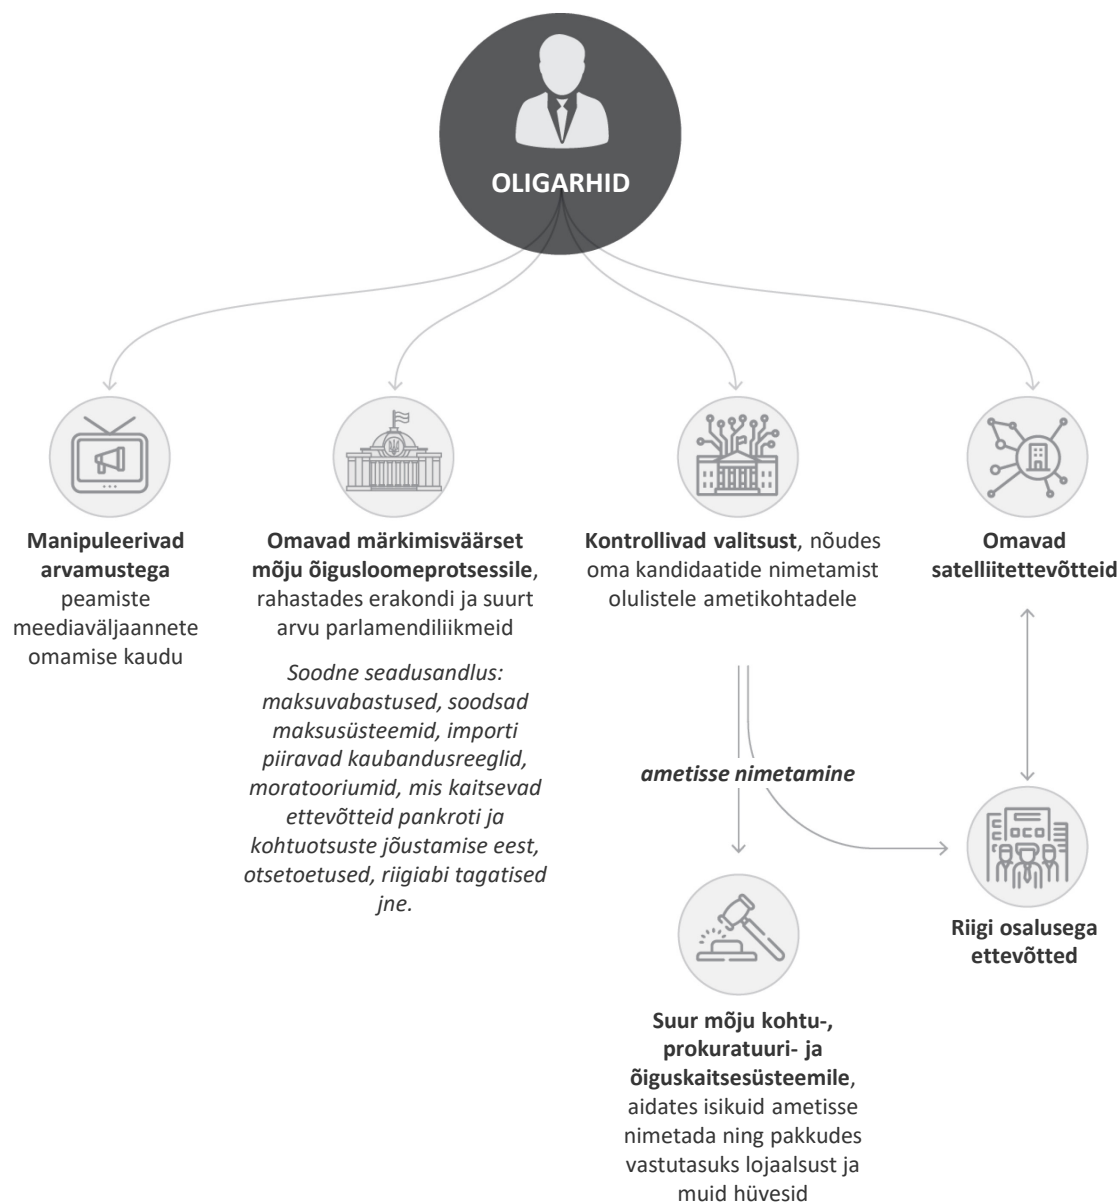 OLIGARHID
Manipuleerivad
arvamustega
peamiste
meediaväljaannete
omamise kaudu
Omavad märkimisväärset
mõju õigusloomeprotsessile,
rahastades erakondi ja suurt
arvu parlamendiliikmeid
Soodne seadusandlus:
maksuvabastused, soodsad
maksusüsteemid, importi
piiravad kaubandusreeglid,
moratooriumid, mis kaitsevad
ettevõtteid pankroti ja
kohtuotsuste jõustamise eest,
otsetoetused, riigiabi tagatised
jne.
Kontrollivad valitsust, nõudes
oma kandidaatide nimetamist
olulistele ametikohtadele
Omavad
satelliitettevõtteid
ametisse nimetamine
Riigi osalusega
ettevõtted
Suur mõju kohtu-,
prokuratuuri- ja
õiguskaitsesüsteemile,
aidates isikuid ametisse
nimetada ning pakkudes
vastutasuks lojaalsust ja
muid hüvesid